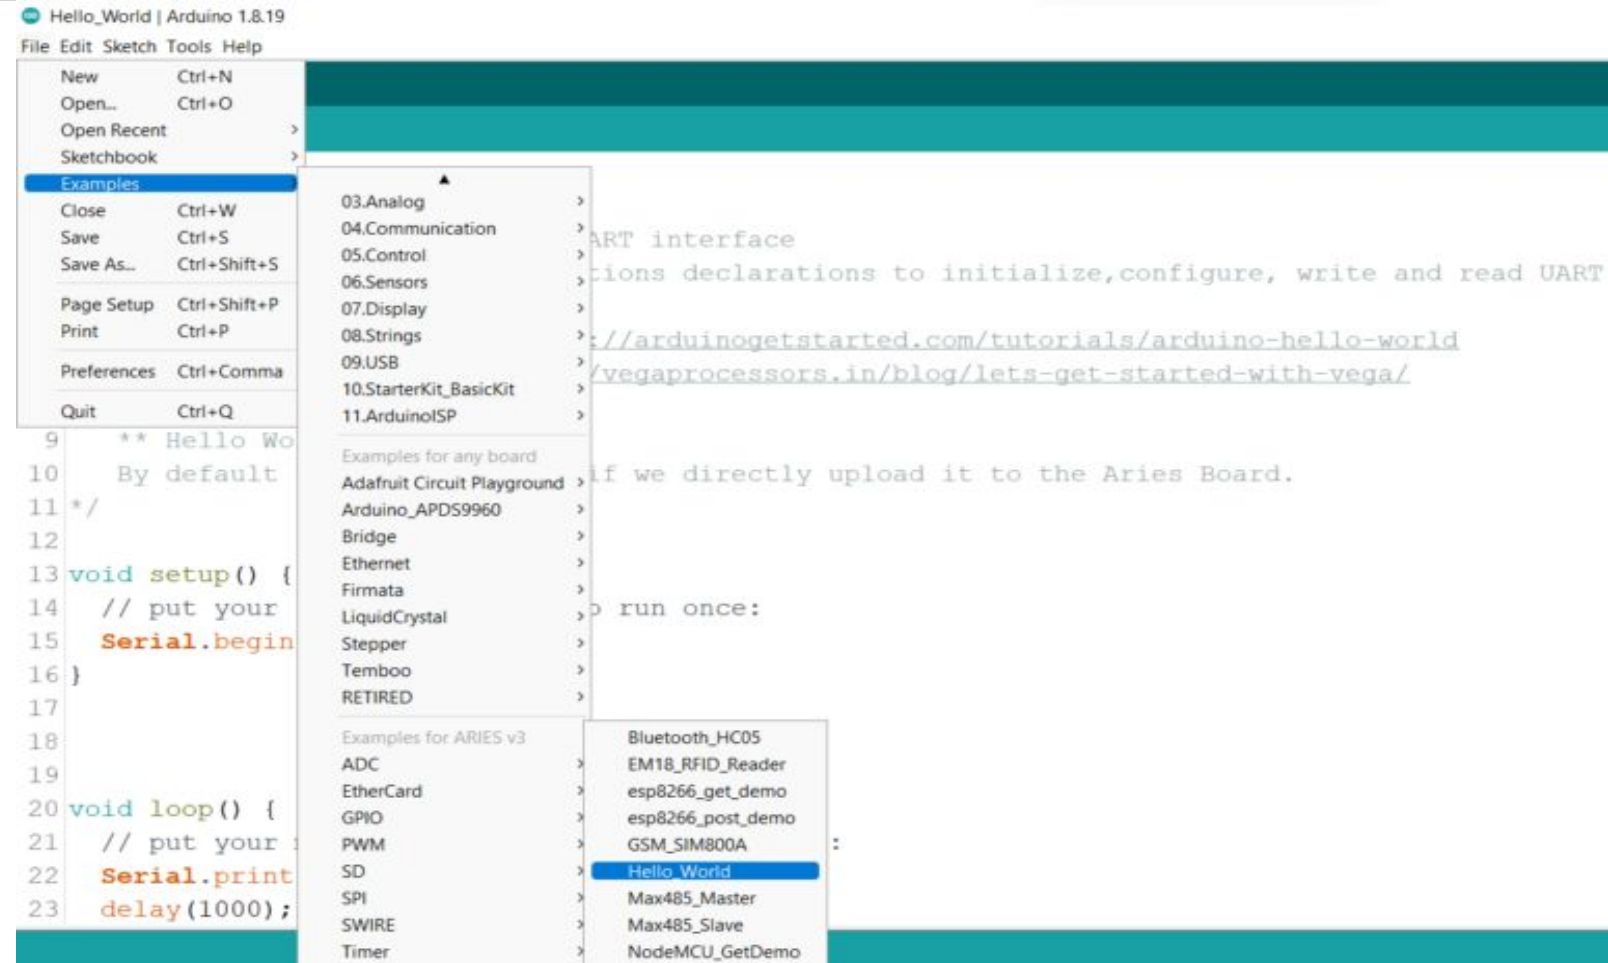 Hello_World | Arduino 1.8.19
File Edit Sketch Tools Help
New Ctrl+N
Open... Ctrl+O
Open Recent >
Sketchbook >
Examples
Close Ctrl+W
Save Ctrl+S
Save As... Ctrl+Shift+S
Page Setup Ctrl+Shift+P
Print Ctrl+P
Preferences Ctrl+Comma
Quit Ctrl+Q
03.Analog >
04.Communication >
05.Control >
06.Sensors >
07.Display >
08.Strings >
09.USB >
10.StarterKit_BasicKit >
11.ArduinoISP >
Examples for any board
Adafruit Circuit Playground >
Arduino_APDS9960 >
Bridge >
Ethernet >
Firmata >
LiquidCrystal >
Stepper >
Temboo >
RETIRED >
Examples for ARIES v3
ADC >
EtherCard >
GPIO >
PWM >
SD >
SPI >
SWIRE >
Timer >
Bluetooth_HC05
EM18_RFID_Reader
esp8266_get_demo
esp8266_post_demo
GSM_SIM800A
Hello_World
Max485_Master
Max485_Slave
NodeMCU_GetDemo
ART interface
tions declarations to initialize,configure, write and read UART
://arduinogetstarted.com/tutorials/arduino-hello-world
/vegaprocessors.in/blog/lets-get-started-with-vega/
9 ** Hello Wo
10 By default if we directly upload it to the Aries Board.
11 */
12
13 void setup() {
14 // put your o run once:
15 Serial.begin
16 }
17
18
19
20 void loop() {
21 // put your :
22 Serial.print
23 delay(1000);